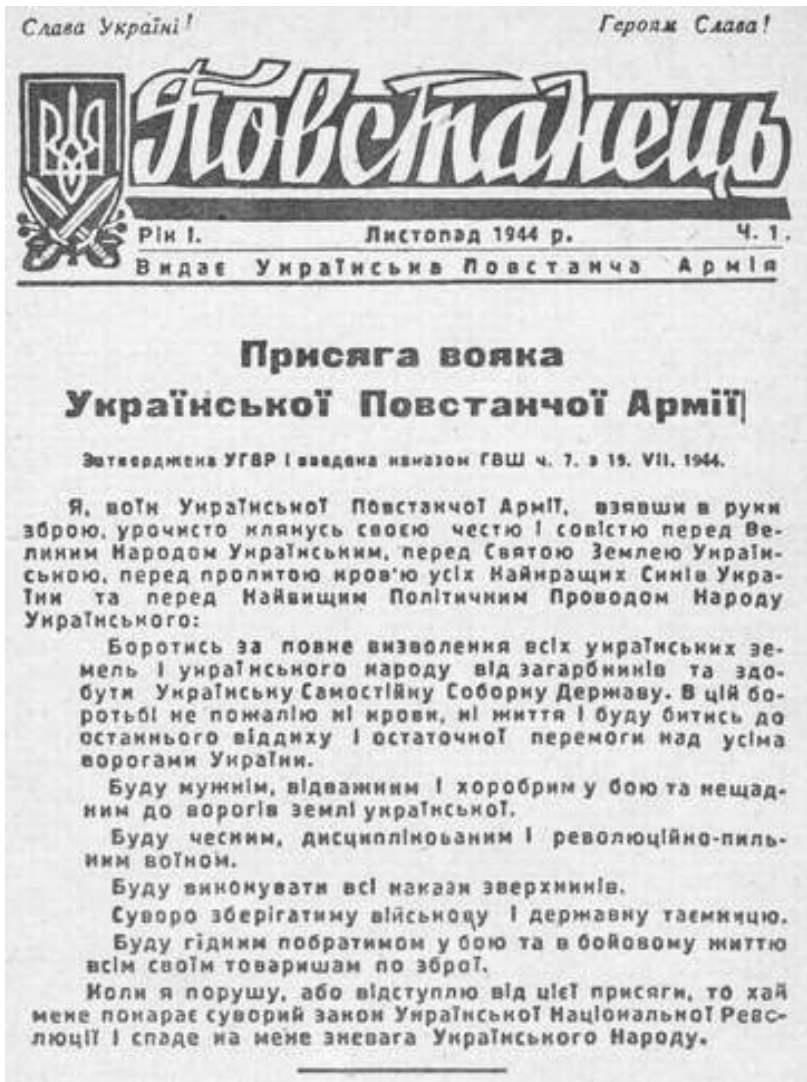 Слава Україні!
Героям Слава!
Повстанець
Рік І. Листопад 1944 р. Ч. 1.
Видає Українська Повстанча Армія
Присяга вояка
Української Повстанчої Армії
Затверджена УГВР і введена наказом ГВШ ч. 7. з 19. VII. 1944.
Я, воїн Української Повстанчої Армії, взявши в руки
зброю, урочисто клянусь своєю честю і совістю перед Ве-
ликим Народом Українським, перед Святою Землею Україн-
ською, перед пролитою кров'ю усіх Найкращих Синів Укра-
їни та перед Найвищим Політичним Проводом Народу
Українського:
Боротись за повне визволення всіх українських зе-
мель і українського народу від загарбників та здо-
бути Українську Самостійну Соборну Державу. В цій бо-
ротьбі не пожалію ні крови, ні життя і буду битись до
останнього віддиху і остаточної перемоги над усіма
ворогами України.
Буду мужнім, відважним і хоробрим у бою та нещад-
ним до ворогів землі української.
Буду чесним, дисциплінованим і революційно-пиль-
ним воїном.
Буду виконувати всі накази зверхників.
Суворо зберігатиму військову і державну таємницю.
Буду гідним побратимом у бою та в бойовому життю
всім своїм товаришам по зброї.
Коли я порушу, або відступлю від цієї присяги, то хай
мене покарає суворий закон Української Національної Рево-
люції і спаде на мене зневага Українського Народу.